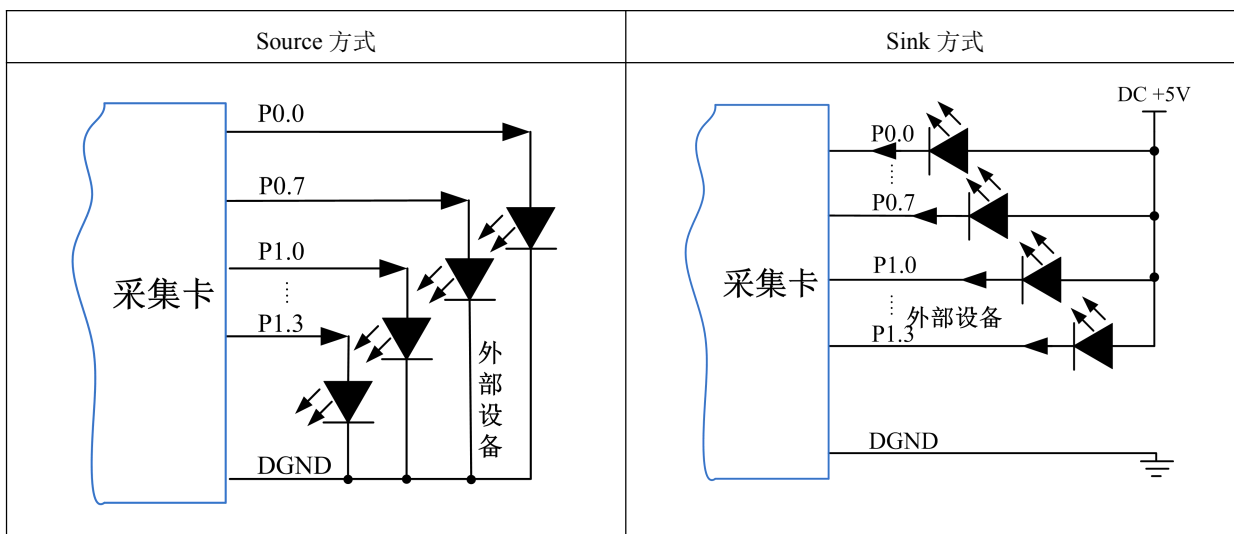 Source 方式
Sink 方式
P0.0
P0.7
P1.0
⋮
P1.3
采集卡
外部设备
DGND
DC +5V
P0.0
⋮
P0.7
P1.0
⋮
外部设备
P1.3
采集卡
DGND